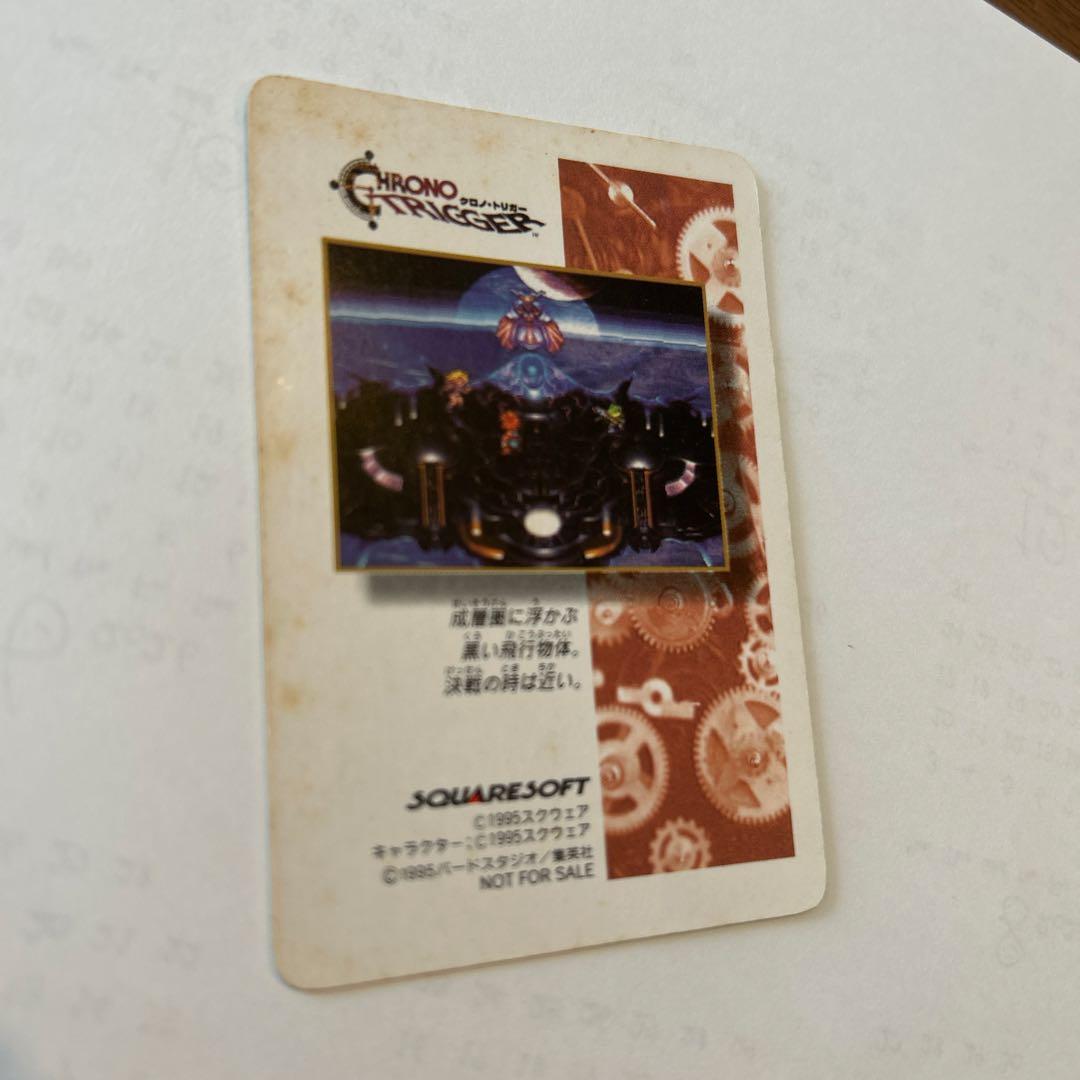 CHRONO
クロノ・トリガー
TRIGGER™
成層圏に浮かぶ
黒い飛行物体。
決戦の時は近い。
SQUARESOFT
©1995スクウェア
キャラクター；©1995スクウェア
©1995バードスタジオ／集英社
NOT FOR SALE